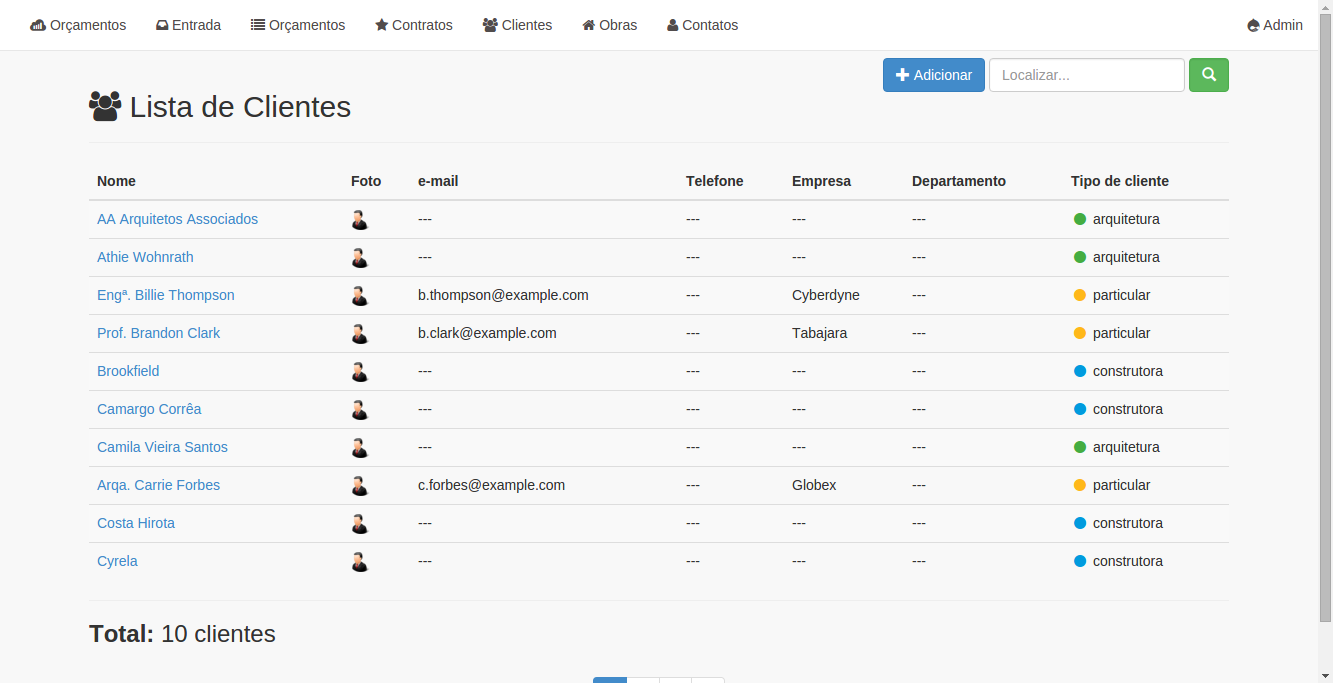 Orçamentos Entrada Orçamentos Contratos Clientes Obras Contatos Admin
Adicionar Localizar...
Lista de Clientes
Nome Foto e-mail Telefone Empresa Departamento Tipo de cliente
AA Arquitetos Associados --- --- --- --- arquitetura
Athie Wohnrath --- --- --- --- arquitetura
Engª. Billie Thompson b.thompson@example.com --- Cyberdyne --- particular
Prof. Brandon Clark b.clark@example.com --- Tabajara --- particular
Brookfield --- --- --- --- construtora
Camargo Corrêa --- --- --- --- construtora
Camila Vieira Santos --- --- --- --- arquitetura
Arqa. Carrie Forbes c.forbes@example.com --- Globex --- particular
Costa Hirota --- --- --- --- construtora
Cyrela --- --- --- --- construtora
Total: 10 clientes